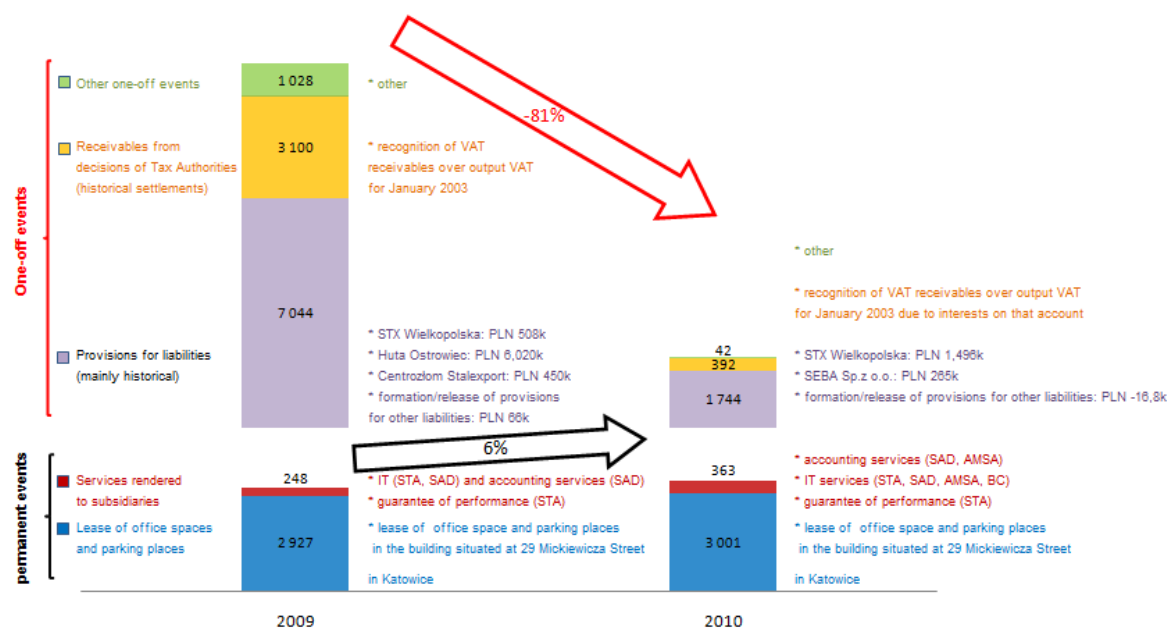 -81%
One-off events
Other one-off events
1 028
* other
Receivables from
decisions of Tax Authorities
(historical settlements)
3 100
* recognition of VAT
receivables over output VAT
for January 2003
7 044
Provisions for liabilities
(mainly historical)
* STX Wielkopolska: PLN 508k
* Huta Ostrowiec: PLN 6,020k
* Centrozłom Stalexport: PLN 450k
* formation/release of provisions
for other liabilities: PLN 66k
* other
* recognition of VAT receivables over output VAT
for January 2003 due to interests on that account
42
392
1 744
* STX Wielkopolska: PLN 1,496k
* SEBA Sp.z o.o.: PLN 265k
* formation/release of provisions for other liabilities: PLN -16,8k
6%
permanent events
Services rendered
to subsidiaries
248
* IT (STA, SAD) and accounting services (SAD)
* guarantee of performance (STA)
363
* accounting services (SAD, AMSA)
* IT services (STA, SAD, AMSA, BC)
* guarantee of performance (STA)
Lease of office spaces
and parking places
2 927
* lease of office space and parking places
in the building situated at 29 Mickiewicza Street
in Katowice
3 001
* lease of office space and parking places
in the building situated at 29 Mickiewicza Street
in Katowice
2009
2010